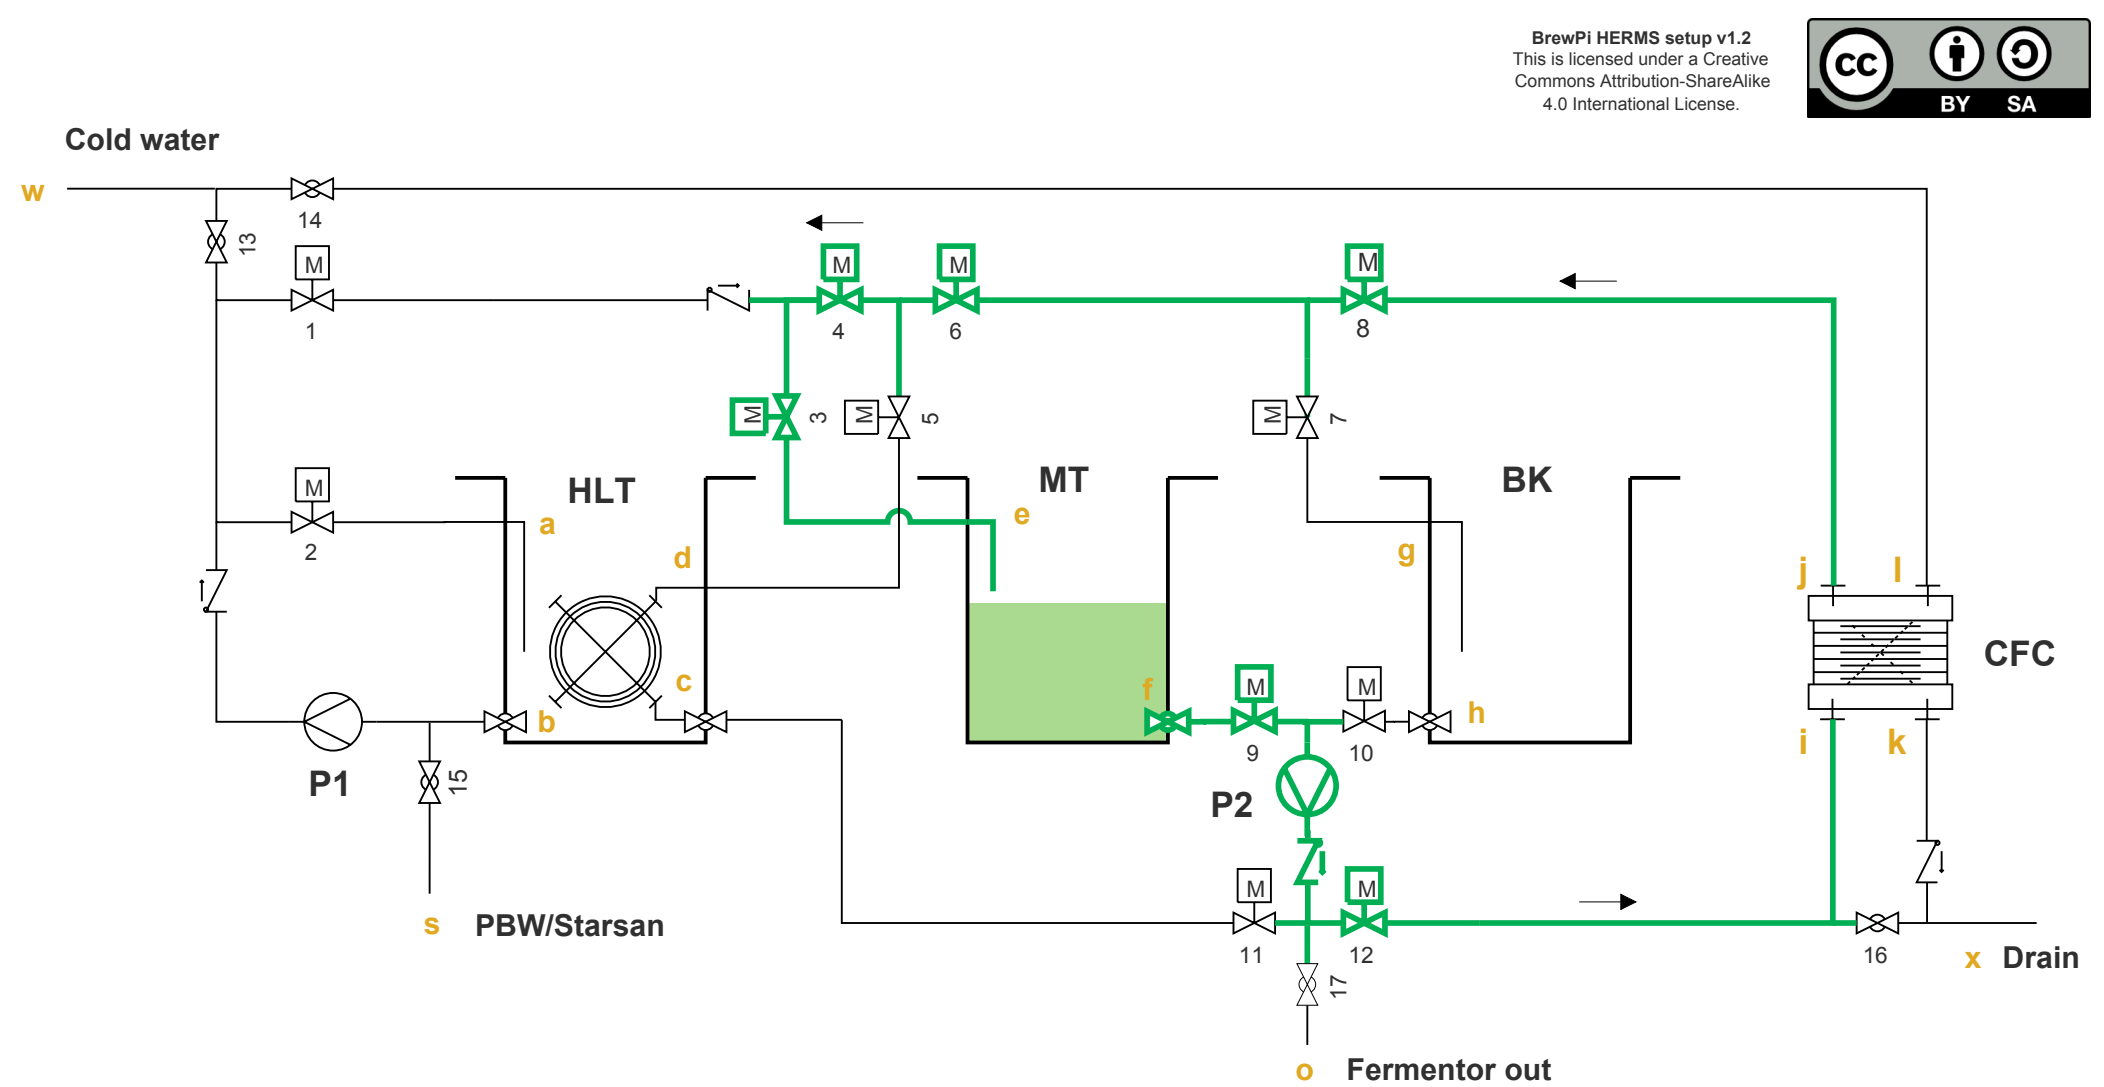 BrewPi HERMS setup v1.2
This is licensed under a Creative
Commons Attribution-ShareAlike
4.0 International License.
cc
BY SA
Cold water
w
14
13
M
1
M
4
M
6
M
8
M
3
M
5
M
7
HLT
MT
BK
M
2
a
d
e
g
j
l
c
b
f
h
CFC
i
k
M
9
M
10
P1
15
P2
M
11
M
12
16
17
s PBW/Starsan
x Drain
o Fermentor out